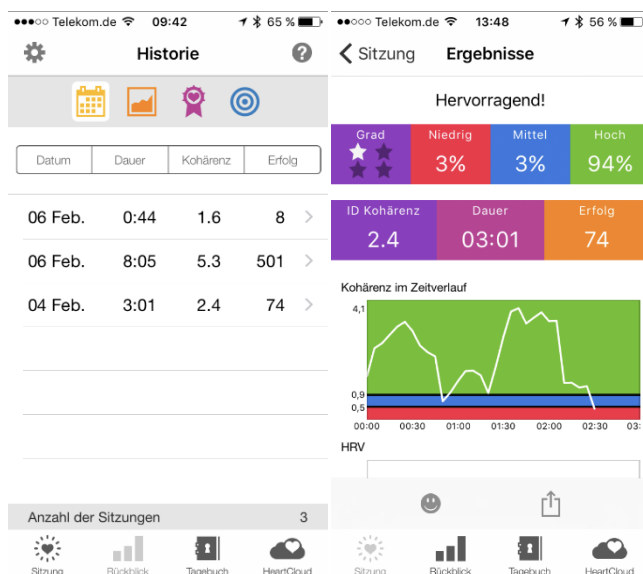 Telekom.de 09:42 65 %
Historie
Datum Dauer Kohärenz Erfolg
06 Feb. 0:44 1.6 8
06 Feb. 8:05 5.3 501
04 Feb. 3:01 2.4 74
Anzahl der Sitzungen 3
Sitzung Rückblick Tagebuch HeartCloud
Telekom.de 13:48 56 %
Sitzung Ergebnisse
Hervorragend!
Grad Niedrig Mittel Hoch
3% 3% 94%
ID Kohärenz Dauer Erfolg
2.4 03:01 74
Kohärenz im Zeitverlauf
4,1
0,9
0,5
00:00 00:30 01:00 01:30 02:00 02:30 03:
HRV
Sitzung Rückblick Tagebuch HeartCloud